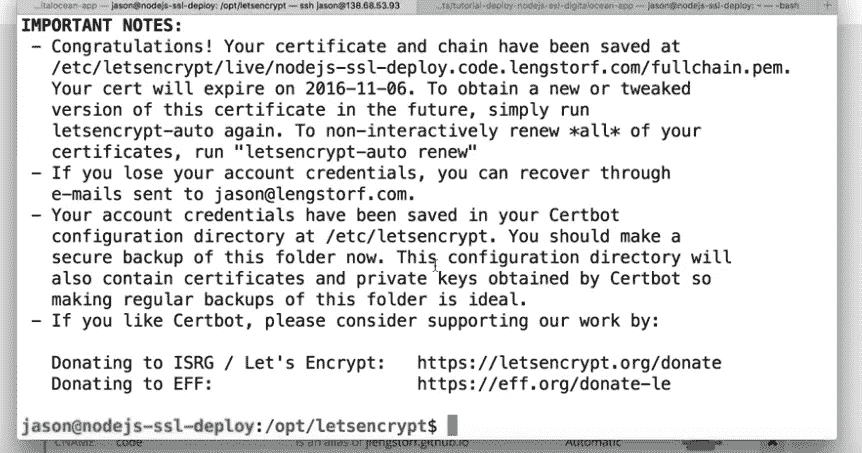 …italocean-app — jason@nodejs-ssl-deploy: /opt/letsencrypt — ssh jason@138.68.53.93 …ts/tutorial-deploy-nodejs-ssl-digitalocean-app — jason@nodejs-ssl-deploy: ~ — -bash +
IMPORTANT NOTES:
– Congratulations! Your certificate and chain have been saved at
/etc/letsencrypt/live/nodejs-ssl-deploy.code.lengstorf.com/fullchain.pem.
Your cert will expire on 2016-11-06. To obtain a new or tweaked
version of this certificate in the future, simply run
letsencrypt-auto again. To non-interactively renew *all* of your
certificates, run "letsencrypt-auto renew"
– If you lose your account credentials, you can recover through
e-mails sent to jason@lengstorf.com.
– Your account credentials have been saved in your Certbot
configuration directory at /etc/letsencrypt. You should make a
secure backup of this folder now. This configuration directory will
also contain certificates and private keys obtained by Certbot so
making regular backups of this folder is ideal.
– If you like Certbot, please consider supporting our work by:
Donating to ISRG / Let's Encrypt: https://letsencrypt.org/donate
Donating to EFF: https://eff.org/donate-le
jason@nodejs-ssl-deploy:/opt/letsencrypt$
CNAME code is an alias of jlengstorf.github.io Automatic